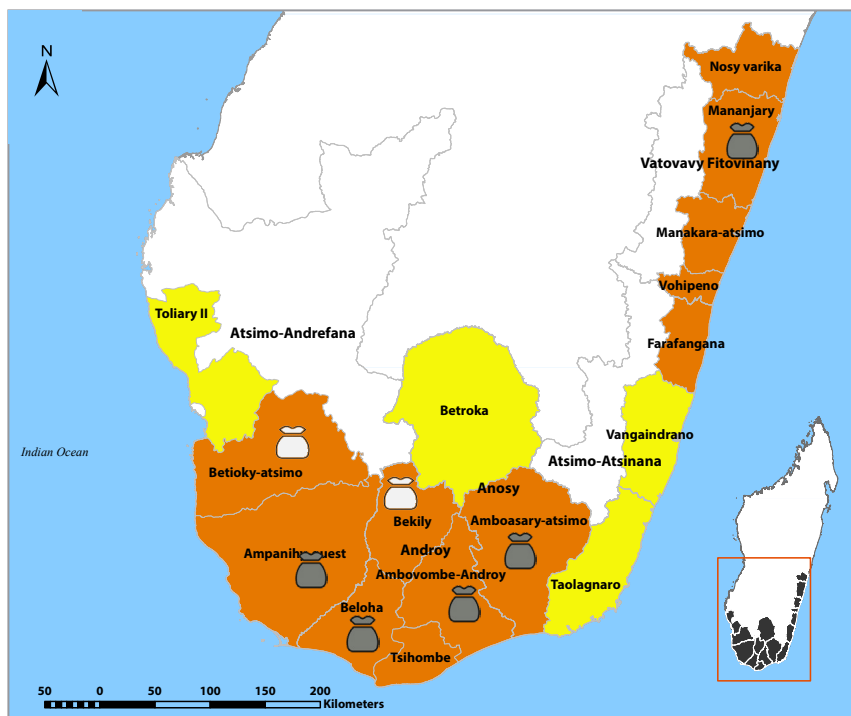 N
Nosy varika
Mananjary
Vatovavy Fitovinany
Manakara-atsimo
Vohipeno
Toliary II
Atsimo-Andrefana
Farafangana
Betroka
Vangaindrano
Indian Ocean
Atsimo-Atsinana
Betioky-atsimo
Anosy
Bekily
Amboasary-atsimo
Androy
Ambovombe-Androy
Taolagnaro
Beloha
Tsihombe
50 0 50 100 150 200
Kilometers